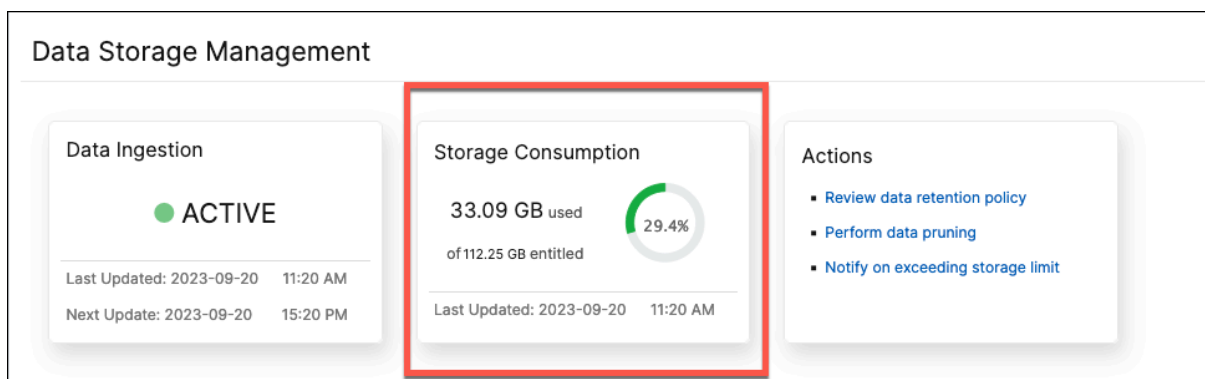 Data Storage Management
Data Ingestion
ACTIVE
Last Updated: 2023-09-20 11:20 AM
Next Update: 2023-09-20 15:20 PM
Storage Consumption
33.09 GB used
of 112.25 GB entitled
29.4%
Last Updated: 2023-09-20 11:20 AM
Actions
Review data retention policy
Perform data pruning
Notify on exceeding storage limit